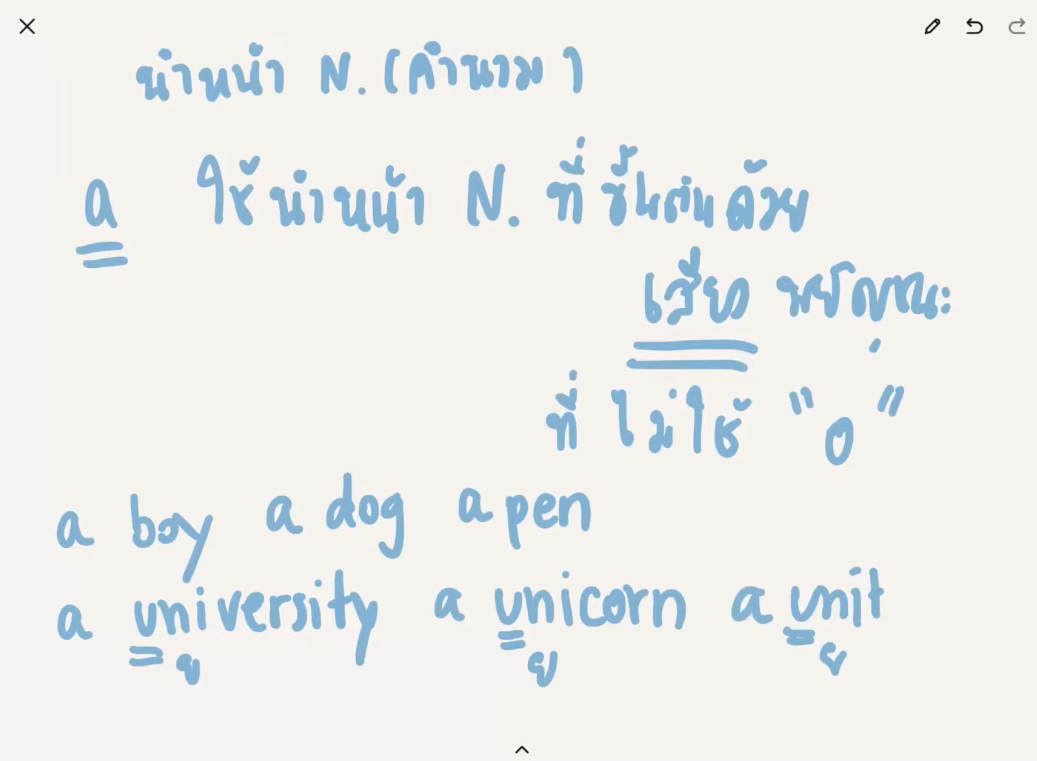 นำหน้า N. (คำนาม)
a ใช้นำหน้า N. ที่ขึ้นต้นด้วย
เสียง พยัญชนะ
ที่ ไม่ใช่ "อ"
a boy a dog a pen
a university a unicorn a unit
ย ย ย